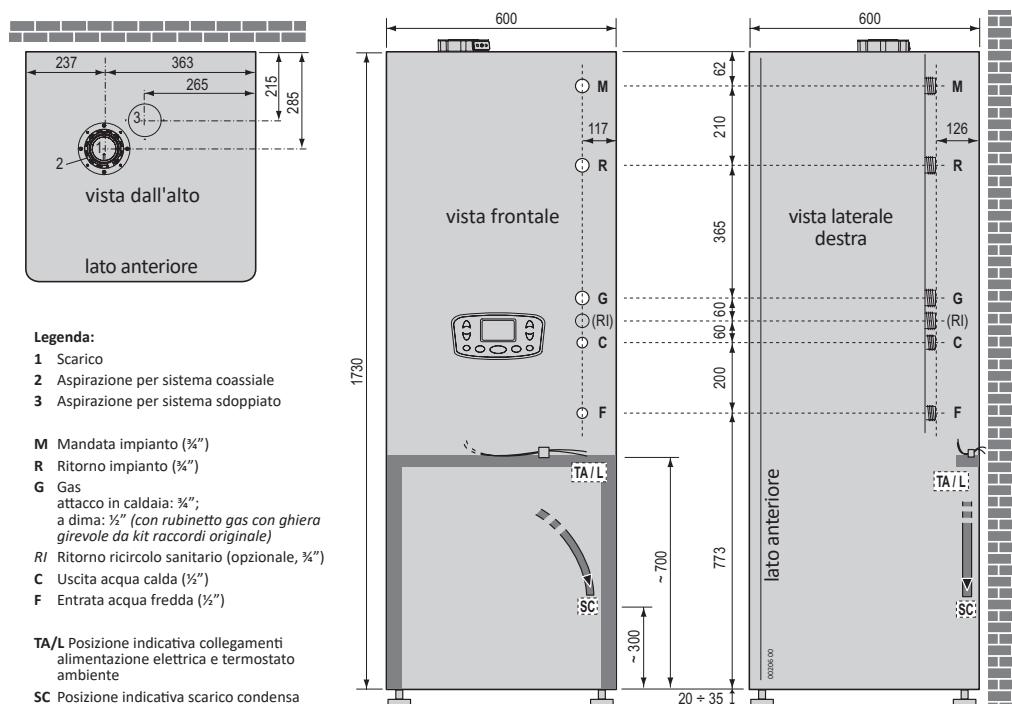 237
363
265
215
285
3
1
2
vista dall'alto
lato anteriore
Legenda:
1 Scarico
2 Aspirazione per sistema coassiale
3 Aspirazione per sistema sdoppiato
M Mandata impianto (¾”)
R Ritorno impianto (¾”)
G Gas
attacco in caldaia: ¾”;
a dima: ½” (con rubinetto gas con ghiera
girevole da kit raccordi originale)
RI Ritorno ricircolo sanitario (opzionale, ¾”)
C Uscita acqua calda (½”)
F Entrata acqua fredda (½”)
TA/L Posizione indicativa collegamenti
alimentazione elettrica e termostato
ambiente
SC Posizione indicativa scarico condensa
600
1730
M
117
R
vista frontale
G
(RI)
C
F
TA / L
SC
~ 700
~ 300
62
210
365
60
60
200
773
20 ÷ 35
600
M
126
R
vista laterale
destra
G
(RI)
C
F
TA / L
SC
lato anteriore
00206 00